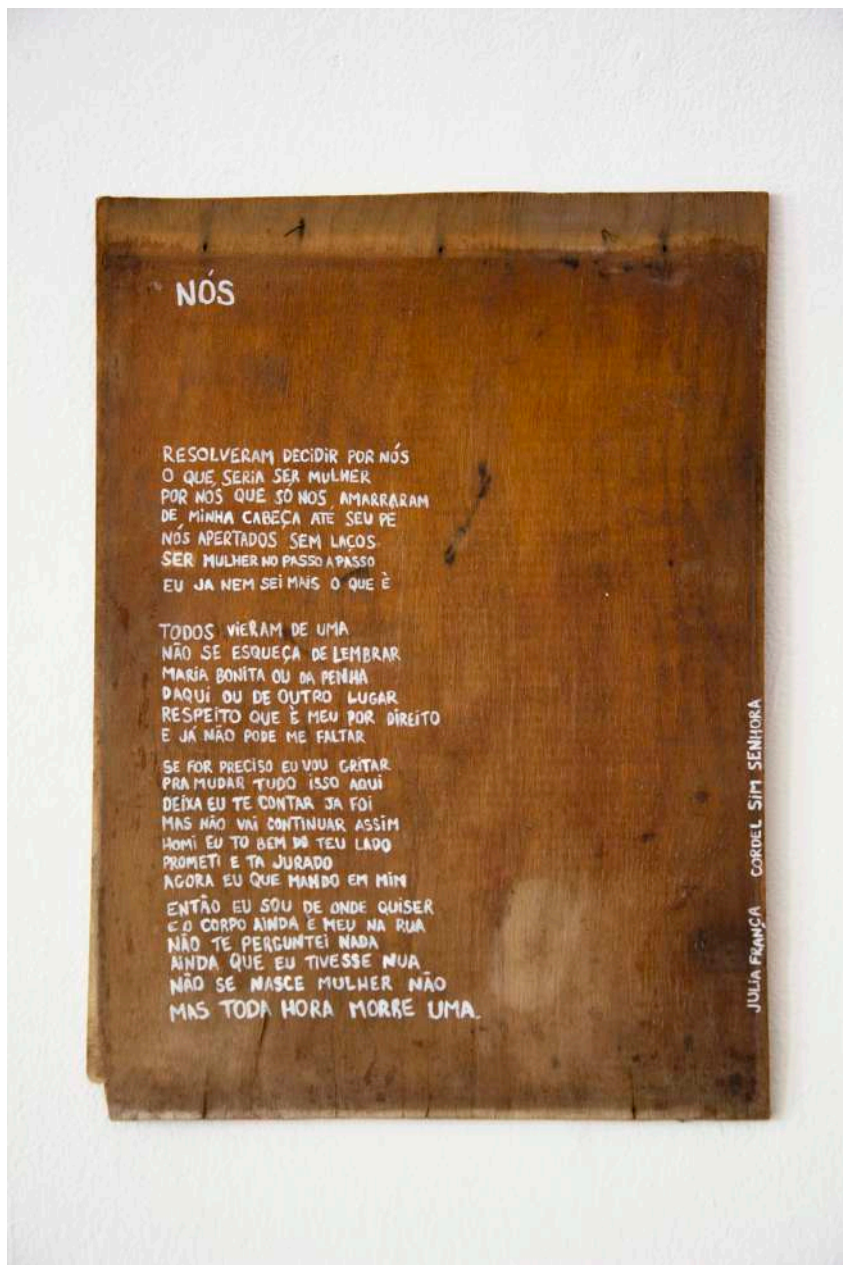 NÓS
RESOLVERAM DECIDIR POR NÓS
O QUE SERIA SER MULHER
POR NÓS QUE SÓ NOS AMARRARAM
DE MINHA CABEÇA ATÉ SEU PÉ
NÓS APERTADOS SEM LAÇOS
SER MULHER NO PASSO A PASSO
EU JA NEM SEI MAIS O QUE È
TODOS VIERAM DE UMA
NÃO SE ESQUEÇA DE LEMBRAR
MARIA BONITA OU DA PENHA
DAQUI OU DE OUTRO LUGAR
RESPEITO QUE È MEU POR DIREITO
E JÁ NÃO PODE ME FALTAR
SE FOR PRECISO EU VOU GRITAR
PRA MUDAR TUDO ISSO AQUI
DEIXA EU TE CONTAR JA FOI
MAS NÃO VAI CONTINUAR ASSIM
HOMI EU TO BEM DO TEU LADO
PROMETI E TA JURADO
AGORA EU QUE MANDO EM MIM
ENTÃO EU SOU DE ONDE QUISER
E O CORPO AINDA É MEU NA RUA
NÃO TE PERGUNTEI NADA
AINDA QUE EU TIVESSE NUA
NÃO SE NASCE MULHER NÃO
MAS TODA HORA MORRE UMA.
JULIA FRANÇA CORDEL SIM SENHORA